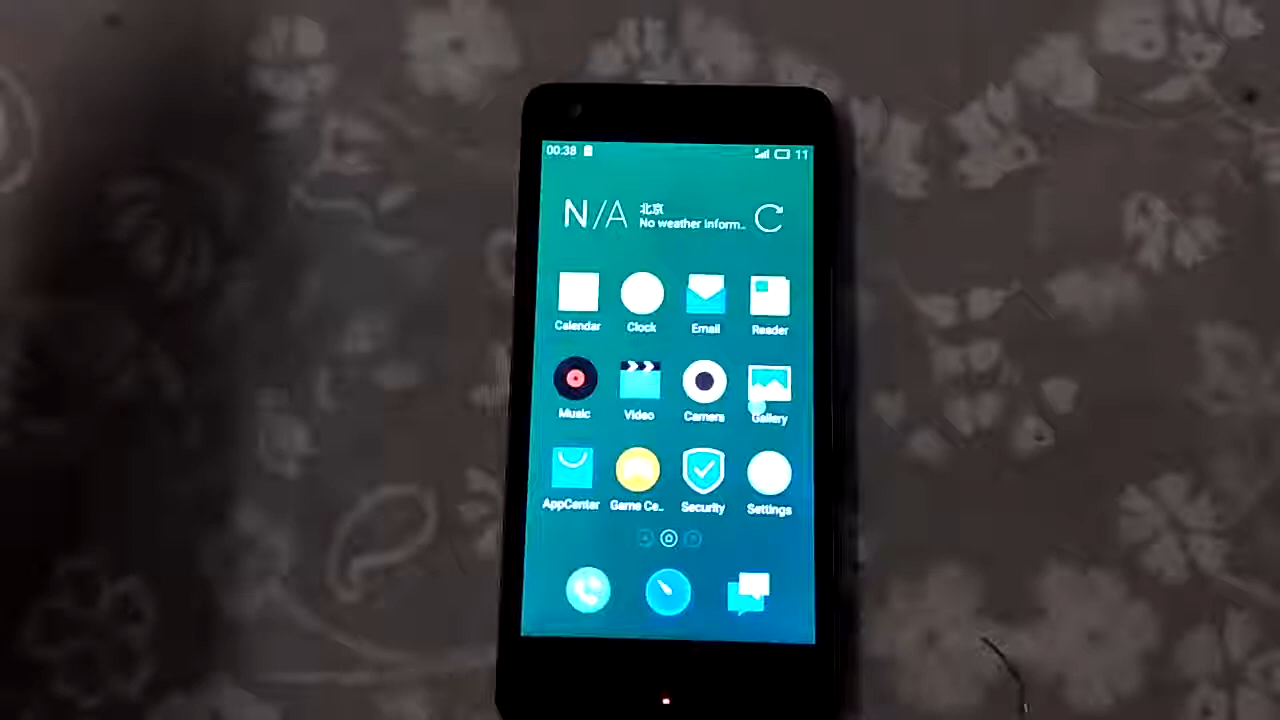 00:38 11
N/A 北京
No weather inform..
Calendar Clock Email Reader
Music Video Camera Gallery
AppCenter Game Ce.. Security Settings